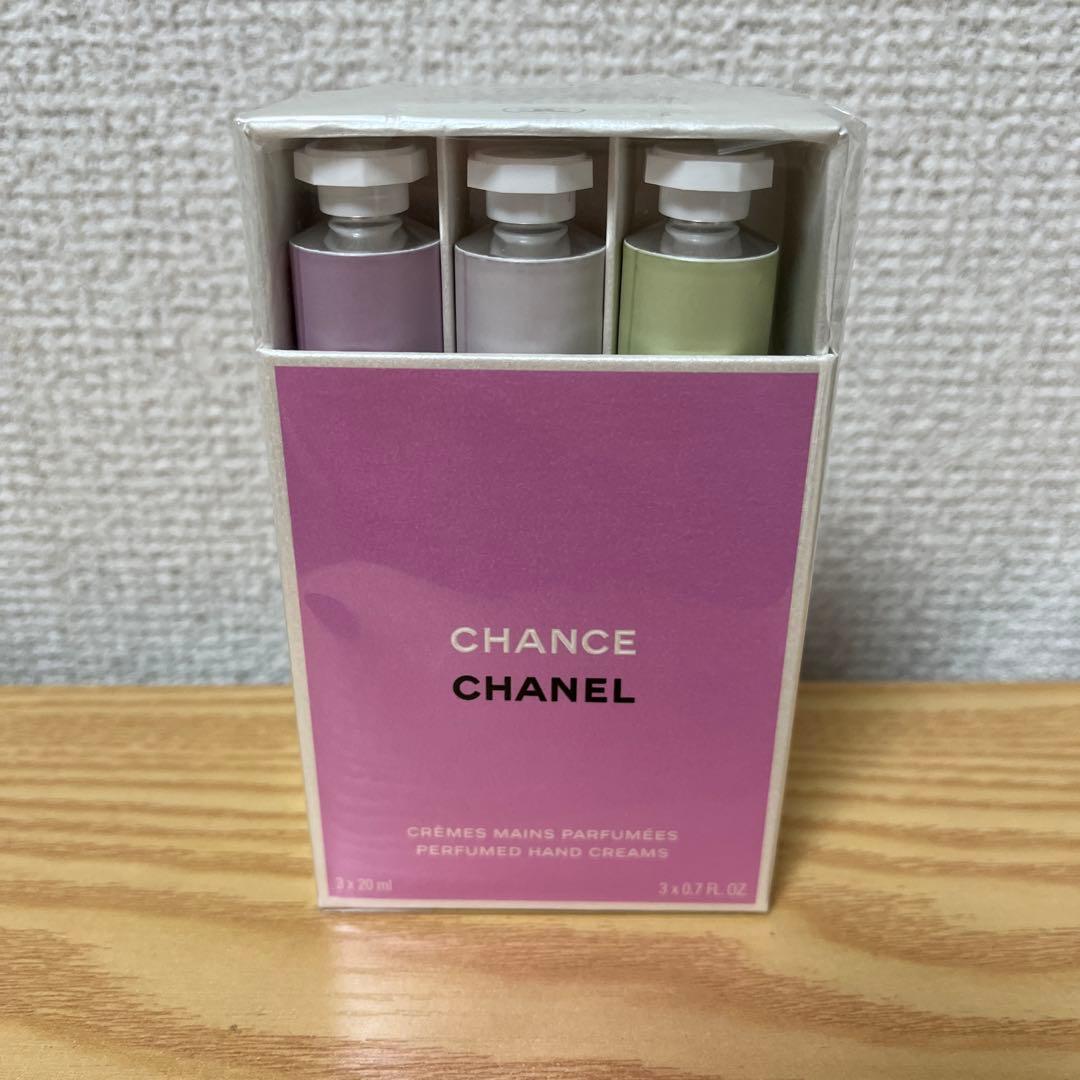 CHANCE
CHANEL
CRÈMES MAINS PARFUMÉES
PERFUMED HAND CREAMS
3 x 20 ml
3 x 0.7 FL. OZ